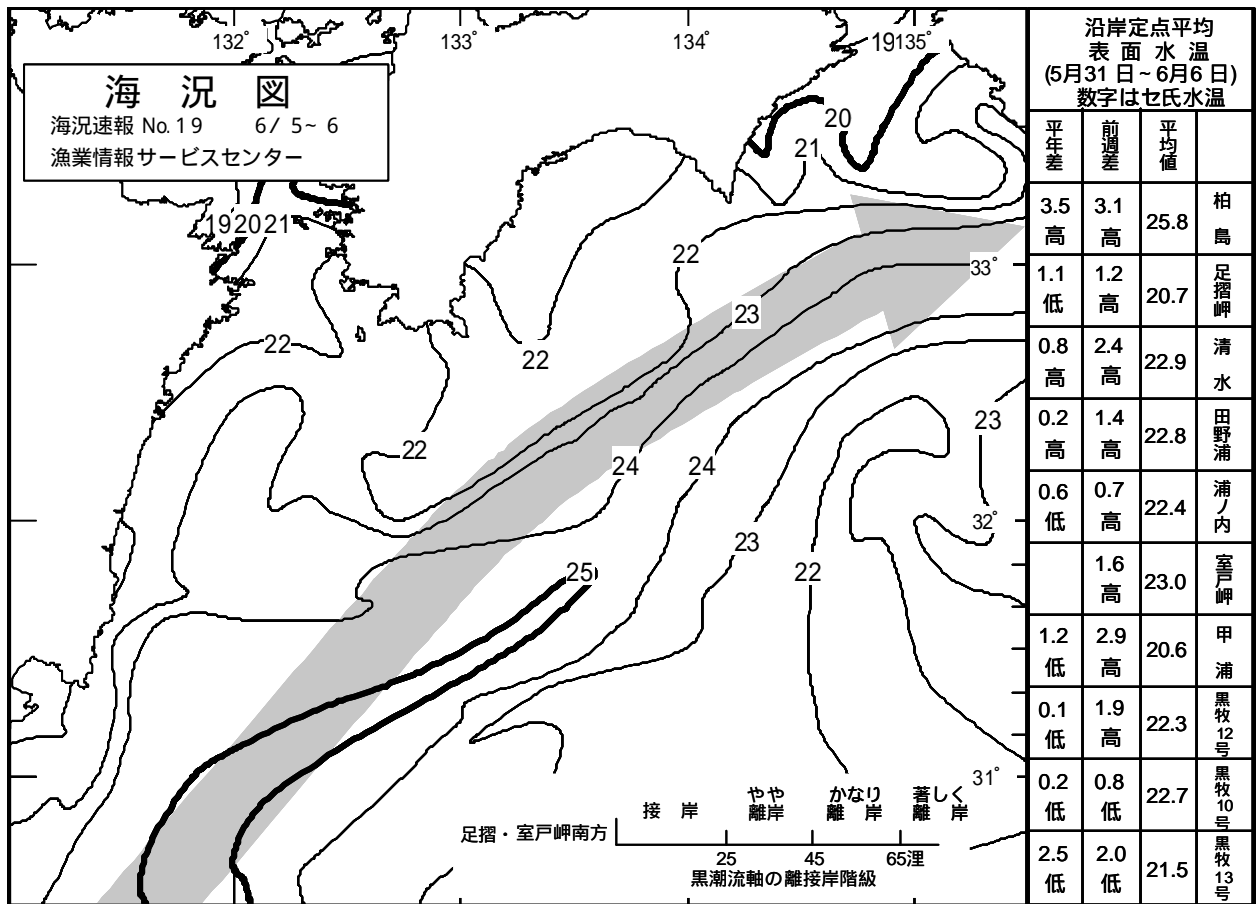 132°
133°
134°
19 135°
海況図
海況速報 No.19 6/5~6
漁業情報サービスセンター
20
21
19 20 21
22
33°
23
22
22
23
22
24
24
32°
23
25
22
31°
接岸
やや離岸
かなり離岸
著しく離岸
足摺・室戸岬南方
25
45
65浬
黒潮流軸の離接岸階級
沿岸定点平均
表面水温
(5月31日~6月6日)
数字はセ氏水温
平年差 前週差 平均値
3.5高 3.1高 25.8 柏島
1.1低 1.2高 20.7 足摺岬
0.8高 2.4高 22.9 清水
0.2高 1.4高 22.8 田野浦
0.6低 0.7高 22.4 浦ノ内
1.6高 23.0 室戸岬
1.2低 2.9高 20.6 甲浦
0.1低 1.9高 22.3 黒牧12号
0.2低 0.8低 22.7 黒牧10号
2.5低 2.0低 21.5 黒牧13号